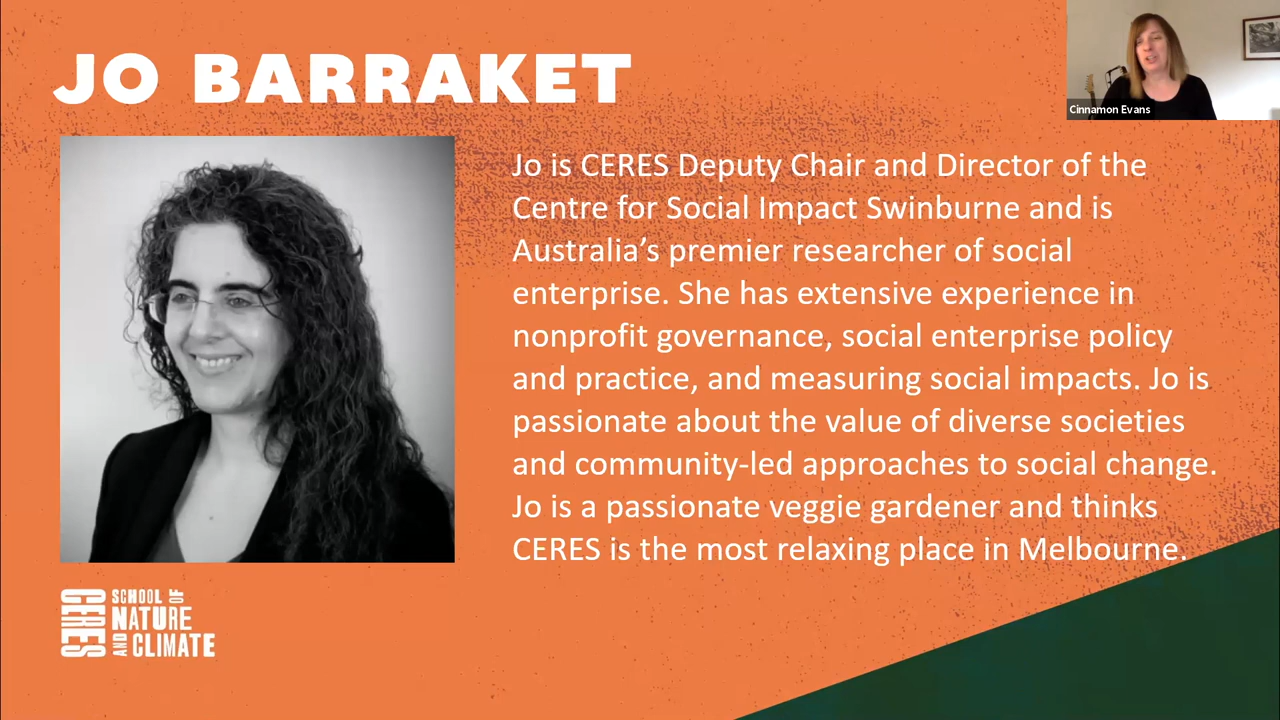 JO BARRAKET
Cinnamon Evans
Jo is CERES Deputy Chair and Director of the
Centre for Social Impact Swinburne and is
Australia’s premier researcher of social
enterprise. She has extensive experience in
nonprofit governance, social enterprise policy
and practice, and measuring social impacts. Jo is
passionate about the value of diverse societies
and community-led approaches to social change.
Jo is a passionate veggie gardener and thinks
CERES is the most relaxing place in Melbourne.
CERES
SCHOOL OF
NATURE
AND CLIMATE